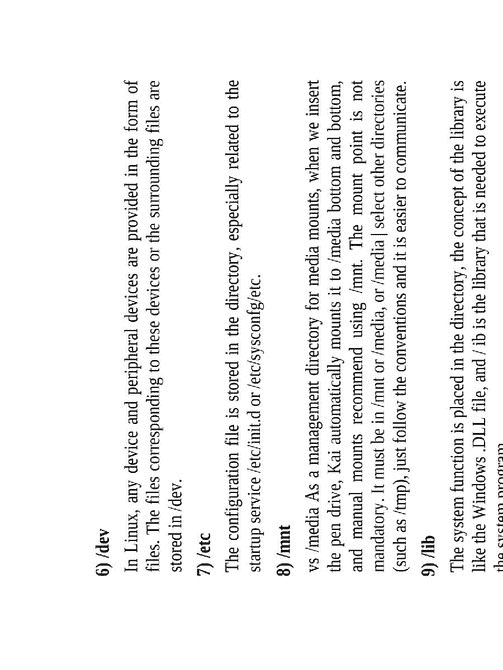 6) /dev
In Linux, any device and peripheral devices are provided in the form of
files. The files corresponding to these devices or the surrounding files are
stored in /dev.
7) /etc
The configuration file is stored in the directory, especially related to the
startup service /etc/init.d or /etc/sysconfg/etc.
8) /mnt
vs /media As a management directory for media mounts, when we insert
the pen drive, Kai automatically mounts it to /media bottom and bottom,
and manual mounts recommend using /mnt. The mount point is not
mandatory. It must be in /mnt or /media, or /media | select other directories
(such as /tmp), just follow the conventions and it is easier to communicate.
9) /lib
The system function is placed in the directory, the concept of the library is
like the Windows .DLL file, and / ib is the library that is needed to execute
the system program